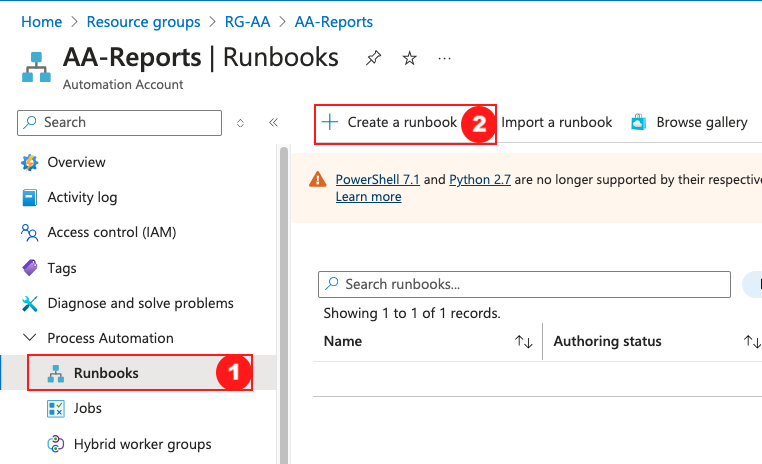 Home > Resource groups > RG-AA > AA-Reports
AA-Reports | Runbooks
Automation Account
Search
Create a runbook 2 Import a runbook Browse gallery
Overview
Activity log
Access control (IAM)
Tags
Diagnose and solve problems
Process Automation
Runbooks 1
Jobs
Hybrid worker groups
PowerShell 7.1 and Python 2.7 are no longer supported by their respective
Learn more
Search runbooks...
Showing 1 to 1 of 1 records.
Name Authoring status